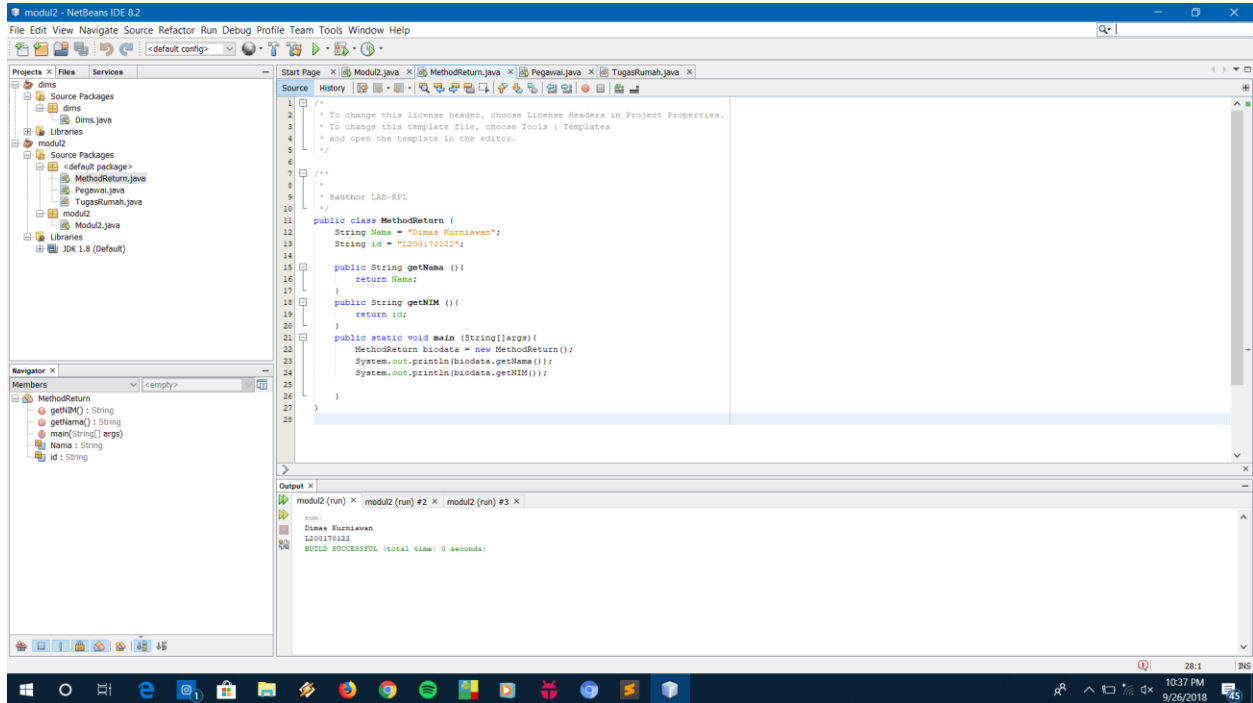 modul2 - NetBeans IDE 8.2
File Edit View Navigate Source Refactor Run Debug Profile Team Tools Window Help
<default config>
Projects Files Services
dims
Source Packages
dims
Dims.java
Libraries
modul2
Source Packages
<default package>
MethodReturn.java
Pegawai.java
TugasRumah.java
modul2
Modul2.java
Libraries
JDK 1.8 (Default)
Navigator
Members <empty>
MethodReturn
getNIM() : String
getNama() : String
main(String[] args)
Nama : String
id : String
Start Page Modul2.java MethodReturn.java Pegawai.java TugasRumah.java
Source History
1 /*
2 * To change this license header, choose License Headers in Project Properties.
3 * To change this template file, choose Tools | Templates
4 * and open the template in the editor.
5 */
6
7 /**
8 *
9 * @author LAB-RPL
10 */
11 public class MethodReturn {
12 String Nama = "Dimas Kurniawan";
13 String id = "L200170122";
14
15 public String getNama (){
16 return Nama;
17 }
18 public String getNIM (){
19 return id;
20 }
21 public static void main (String[]args){
22 MethodReturn biodata = new MethodReturn();
23 System.out.println(biodata.getNama());
24 System.out.println(biodata.getNIM());
25
26 }
27 }
28
Output
modul2 (run) modul2 (run) #2 modul2 (run) #3
run:
Dimas Kurniawan
L200170122
BUILD SUCCESSFUL (total time: 0 seconds)
28:1 INS
10:37 PM
9/26/2018
45